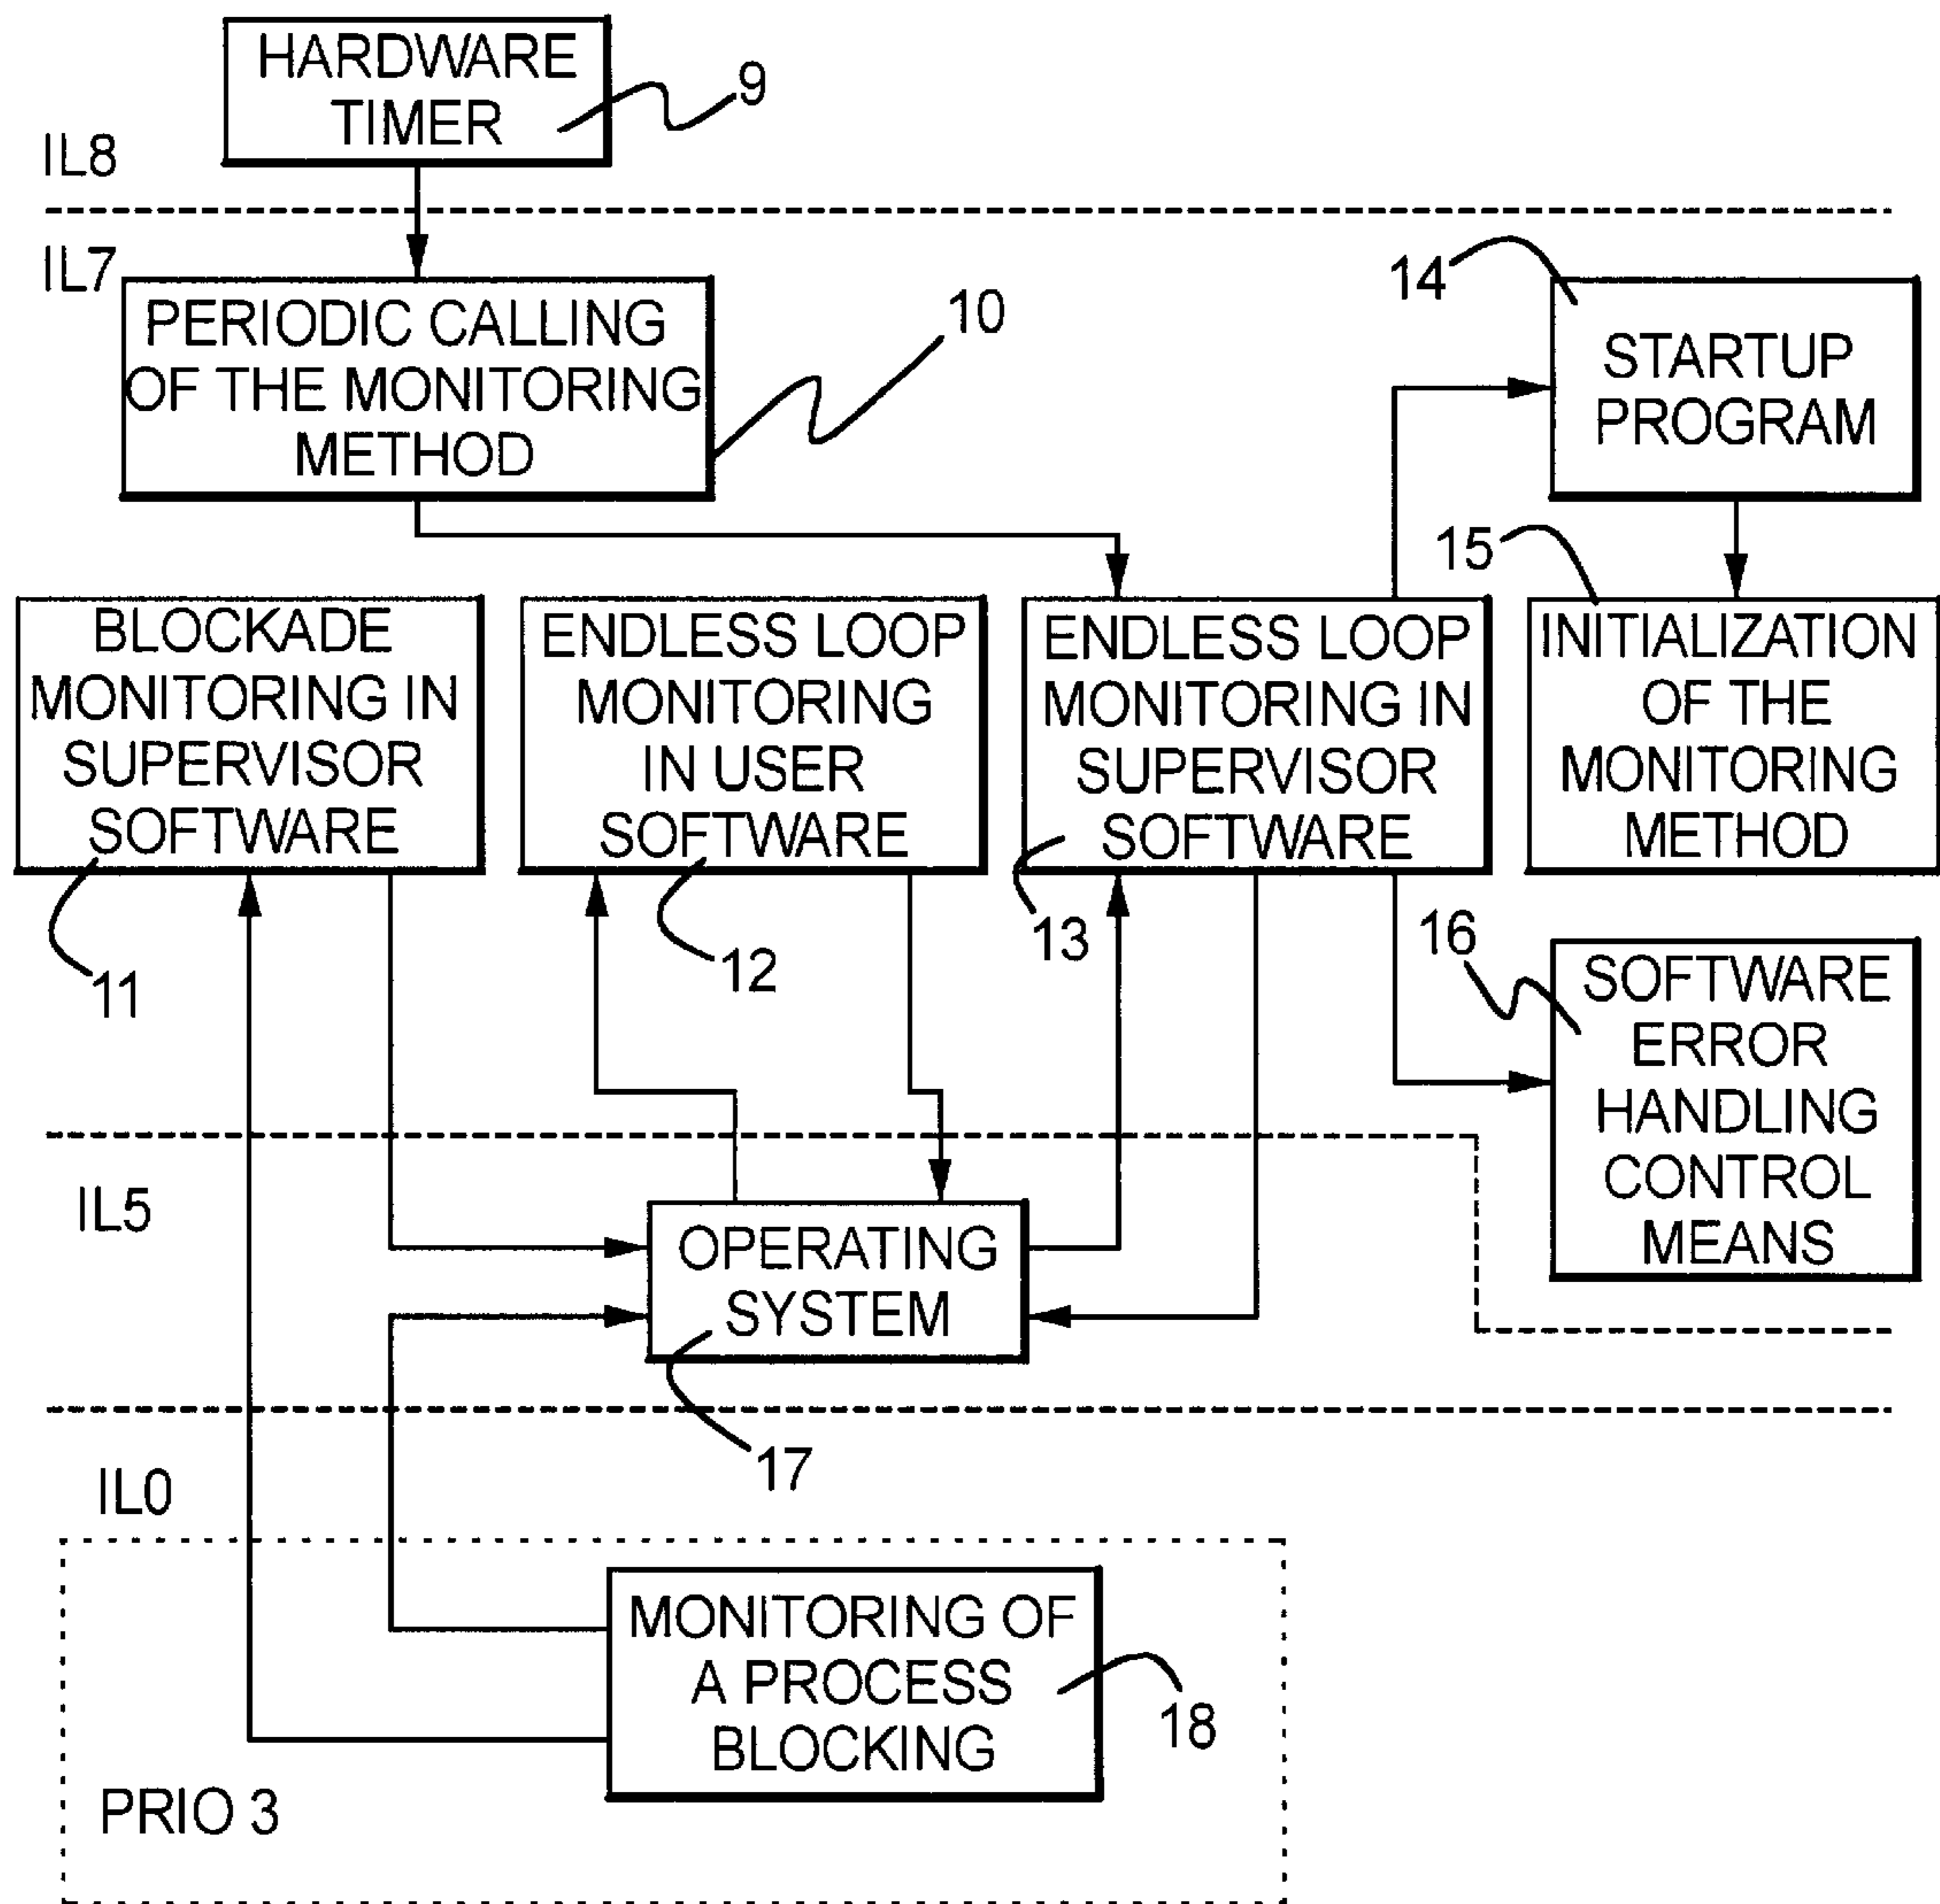 HARDWARE
TIMER
9
IL8
IL7
PERIODIC CALLING
OF THE MONITORING
METHOD
10
14
STARTUP
PROGRAM
15
BLOCKADE
MONITORING IN
SUPERVISOR
SOFTWARE
11
ENDLESS LOOP
MONITORING
IN USER
SOFTWARE
12
ENDLESS LOOP
MONITORING IN
SUPERVISOR
SOFTWARE
13
INITIALIZATION
OF THE
MONITORING
METHOD
16
SOFTWARE
ERROR
HANDLING
CONTROL
MEANS
IL5
OPERATING
SYSTEM
17
IL0
MONITORING OF
A PROCESS
BLOCKING
18
PRIO 3